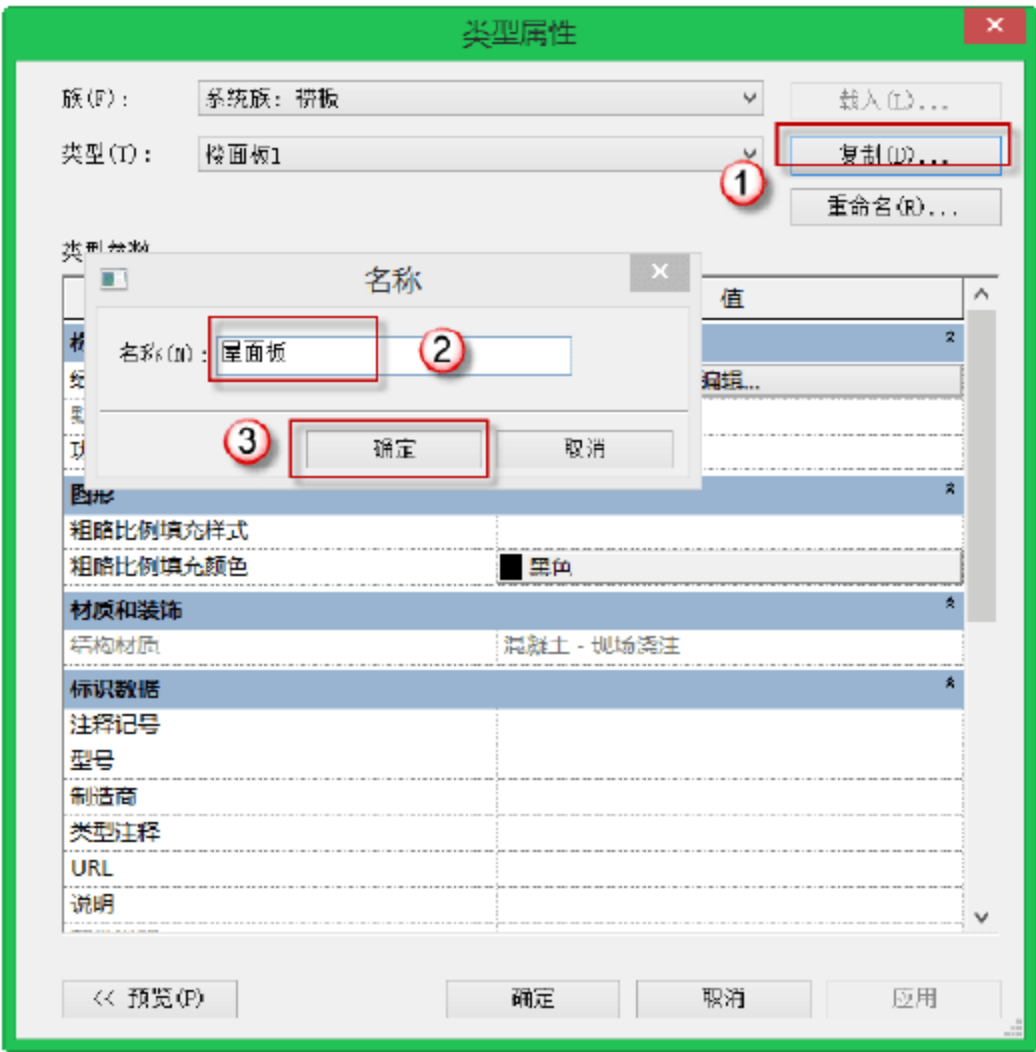 类型属性
族(F): 系统族: 楼板 载入(L)...
类型(T): 楼面板1 复制(D)...
①
重命名(R)...
类型参数
名称
值
名称(N): 屋面板 ②
编辑...
③ 确定 取消
图形
粗略比例填充样式
粗略比例填充颜色 黑色
材质和装饰
结构材质 混凝土 - 现场浇注
标识数据
注释记号
型号
制造商
类型注释
URL
说明
<< 预览(P) 确定 取消 应用